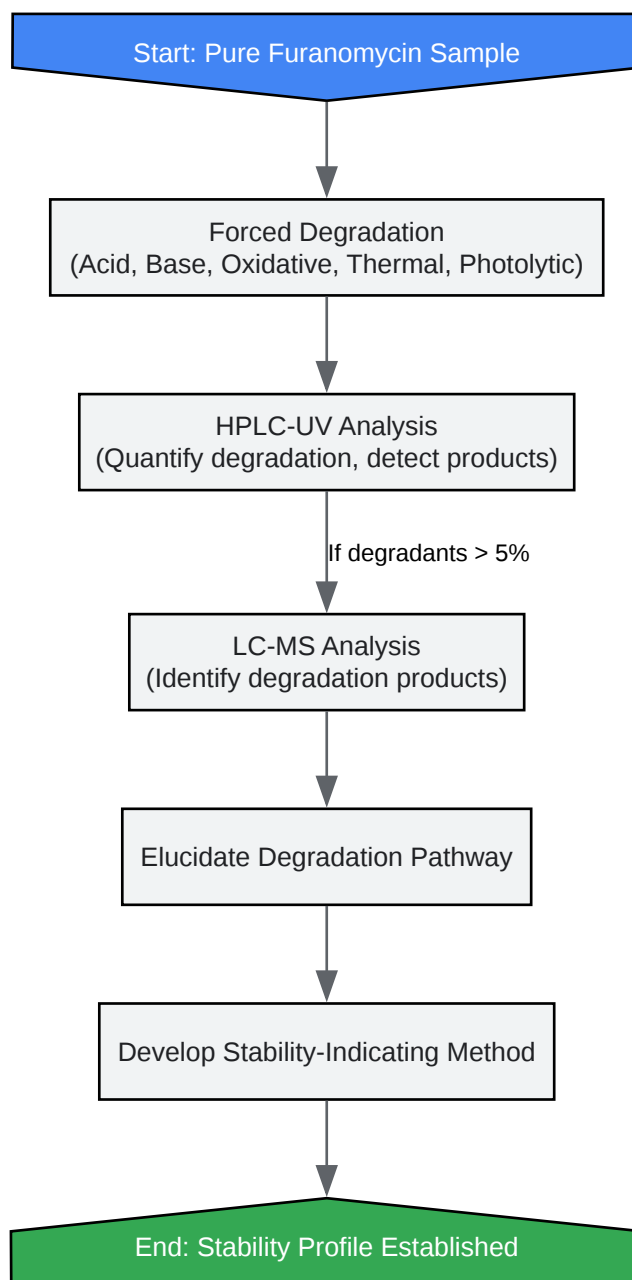 Start: Pure Furanomycin Sample
Forced Degradation
(Acid, Base, Oxidative, Thermal, Photolytic)
HPLC-UV Analysis
(Quantify degradation, detect products)
If degradants > 5%
LC-MS Analysis
(Identify degradation products)
Elucidate Degradation Pathway
Develop Stability-Indicating Method
End: Stability Profile Established